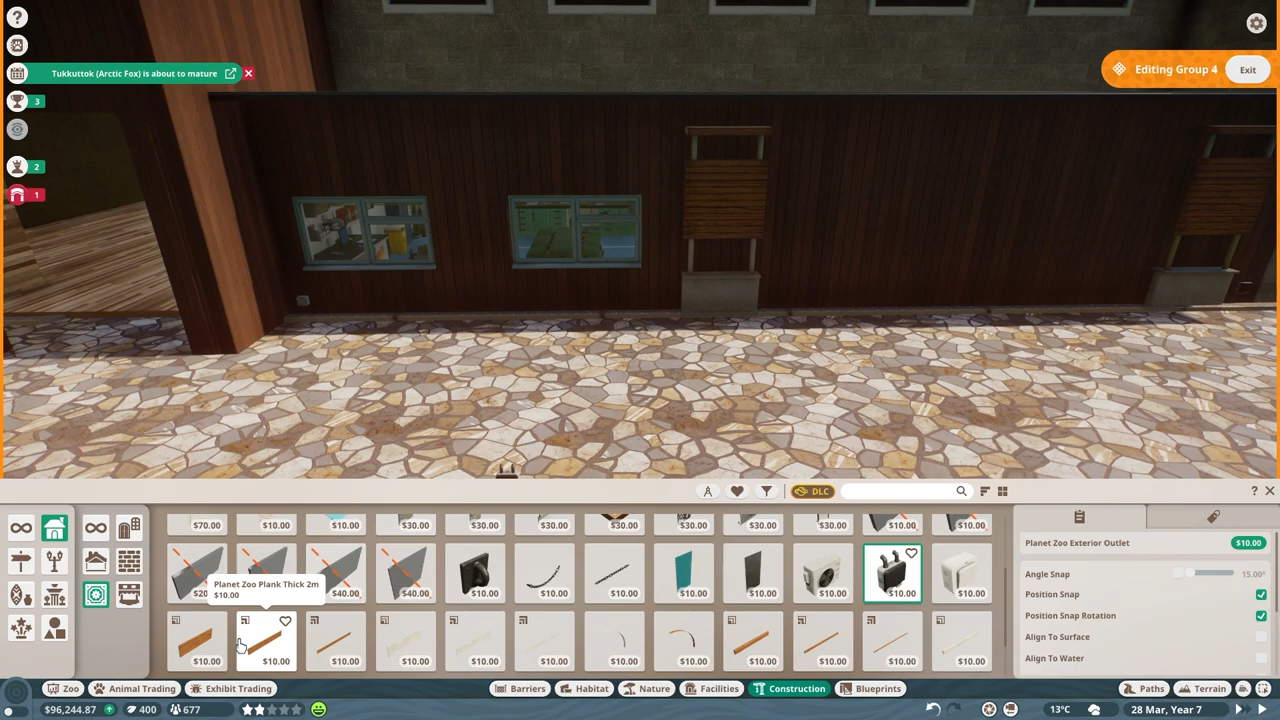 ?
Tukkuttok (Arctic Fox) is about to mature
3
2
1
Editing Group 4
Exit
DLC
?
$70.00
$10.00
$10.00
$30.00
$30.00
$30.00
$30.00
$30.00
$30.00
$30.00
$10.00
$10.00
$40.00
$40.00
$10.00
$10.00
$10.00
$10.00
$10.00
$10.00
$10.00
$10.00
Planet Zoo Plank Thick 2m
$10.00
$10.00
$10.00
$10.00
$10.00
$10.00
$10.00
$10.00
$10.00
$10.00
$10.00
$10.00
$10.00
Planet Zoo Exterior Outlet
$10.00
Angle Snap
15.00°
Position Snap
Position Snap Rotation
Align To Surface
Align To Water
Zoo
Animal Trading
Exhibit Trading
Barriers
Habitat
Nature
Facilities
Construction
Blueprints
Paths
Terrain
$96,244.87
400
677
13°C
28 Mar, Year 7